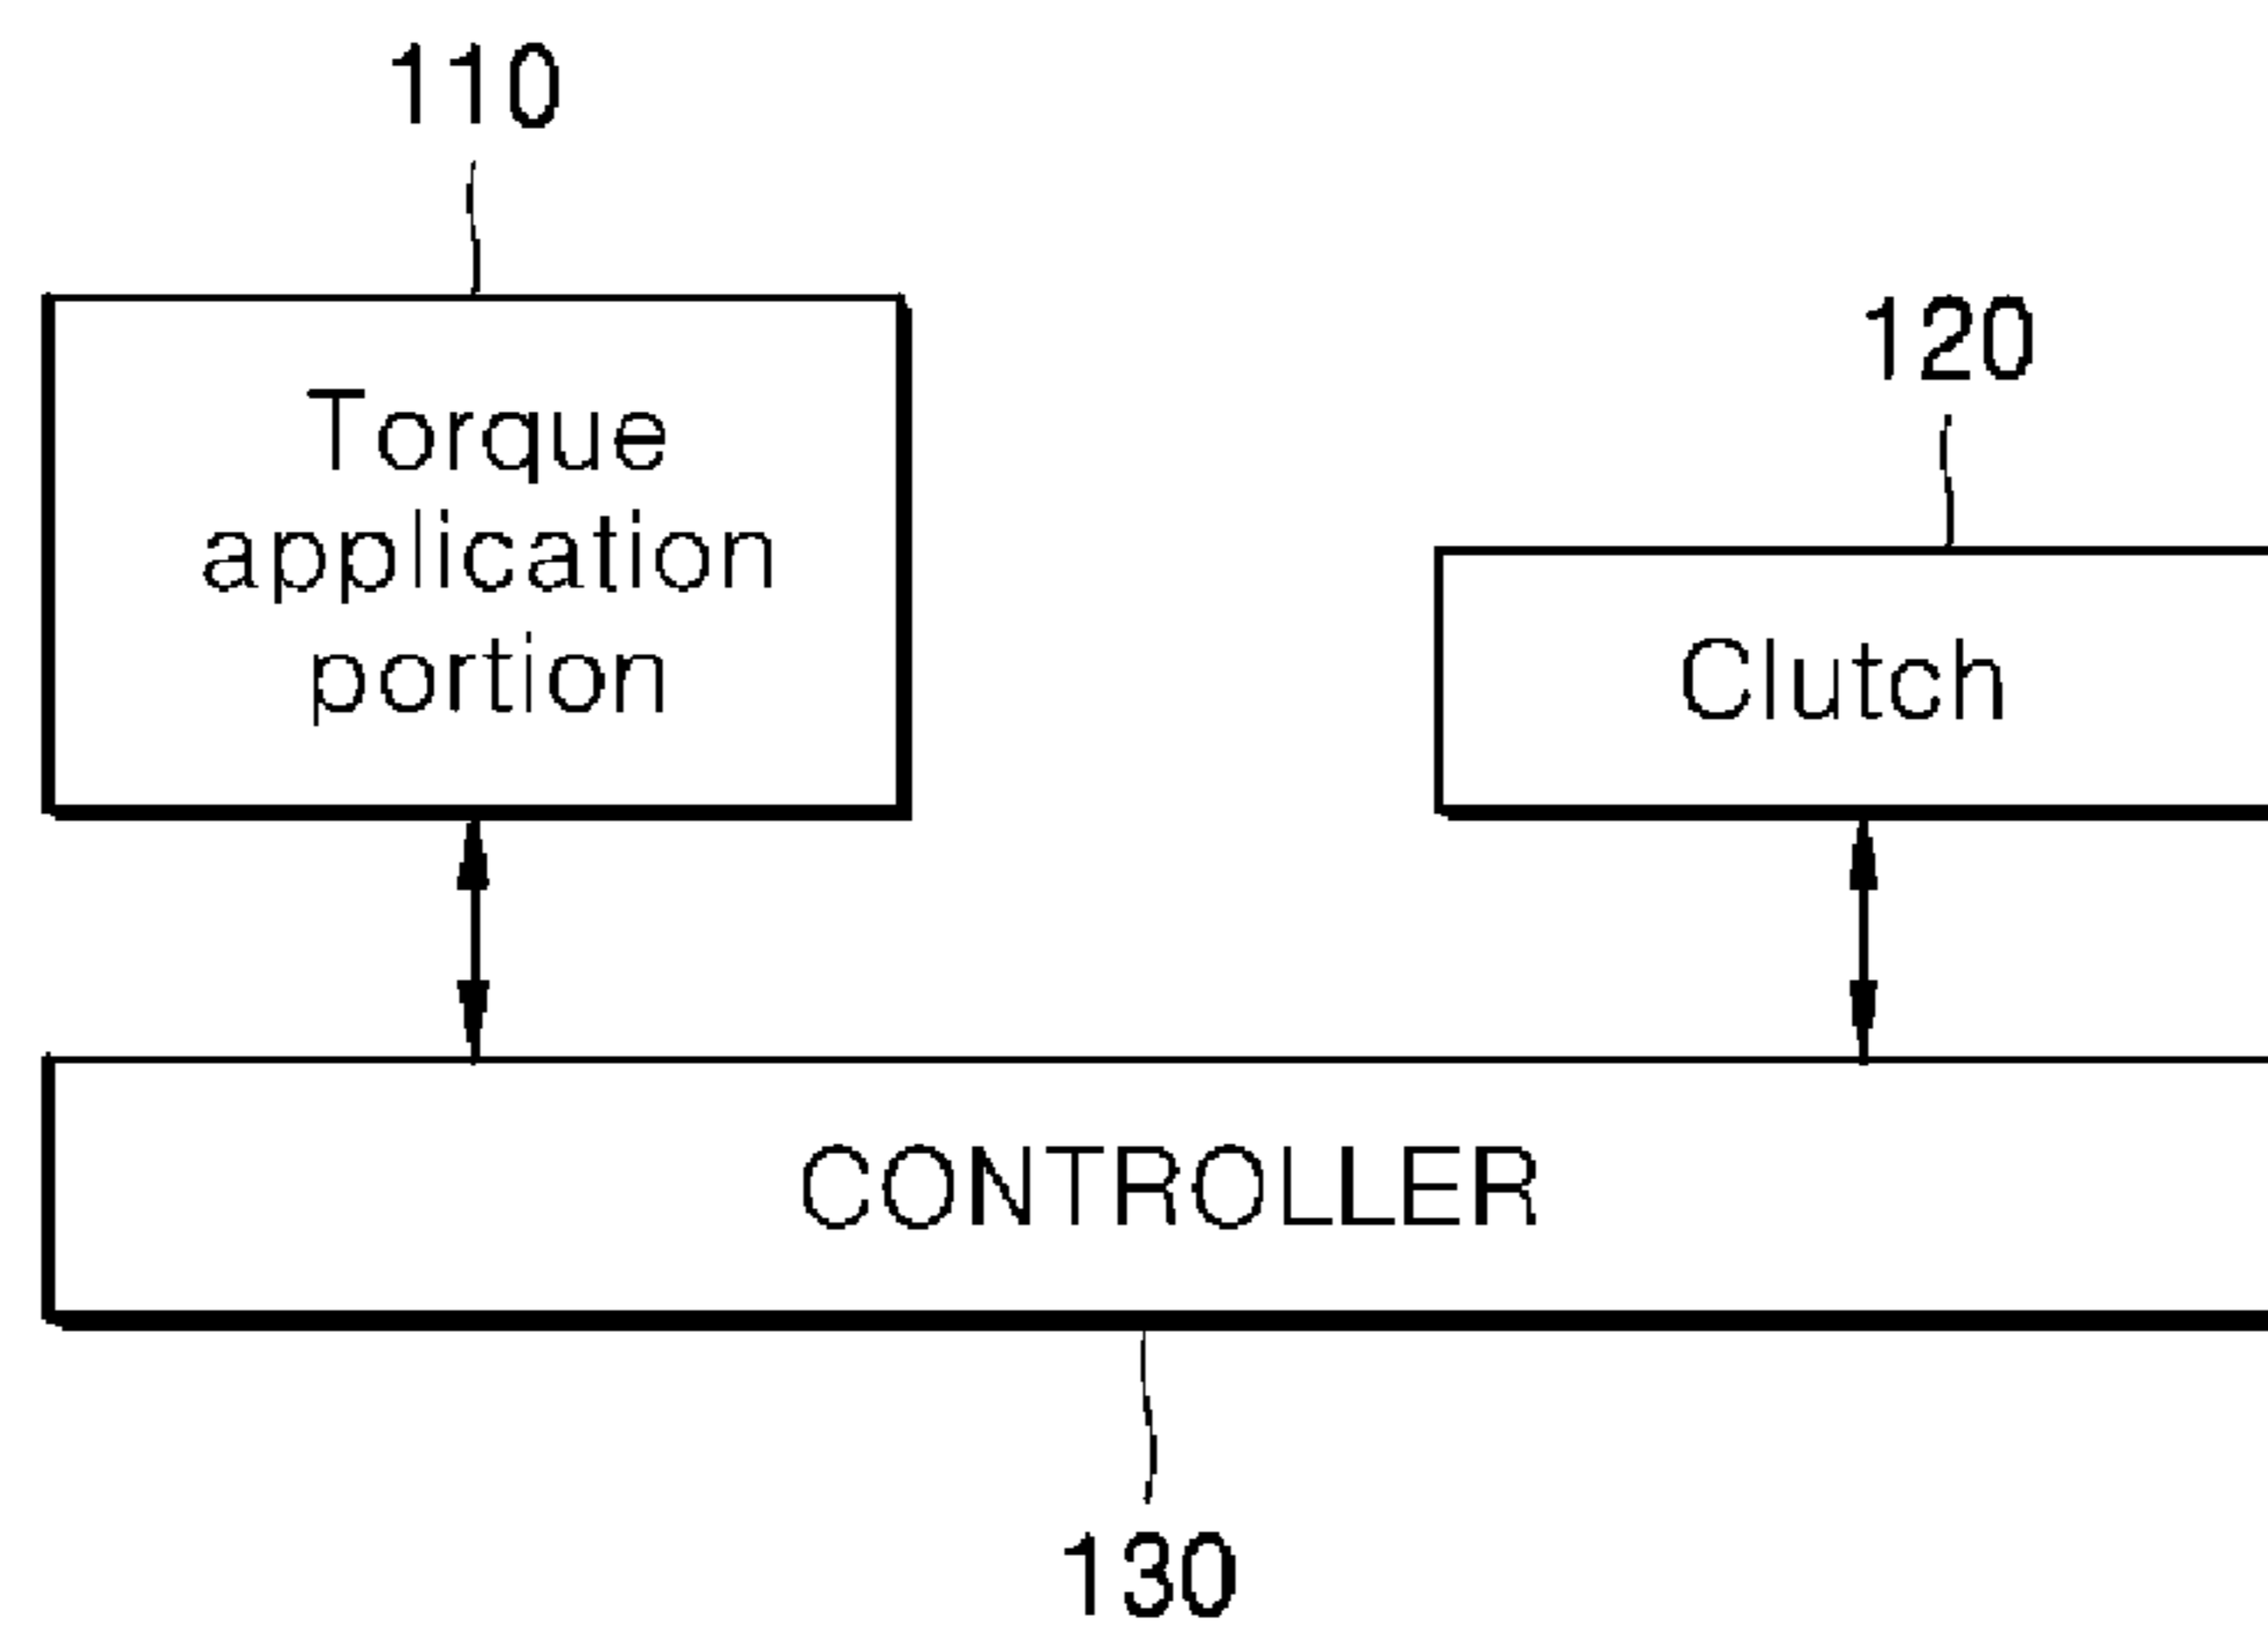 110
120
Torque
application
portion
Clutch
CONTROLLER
130